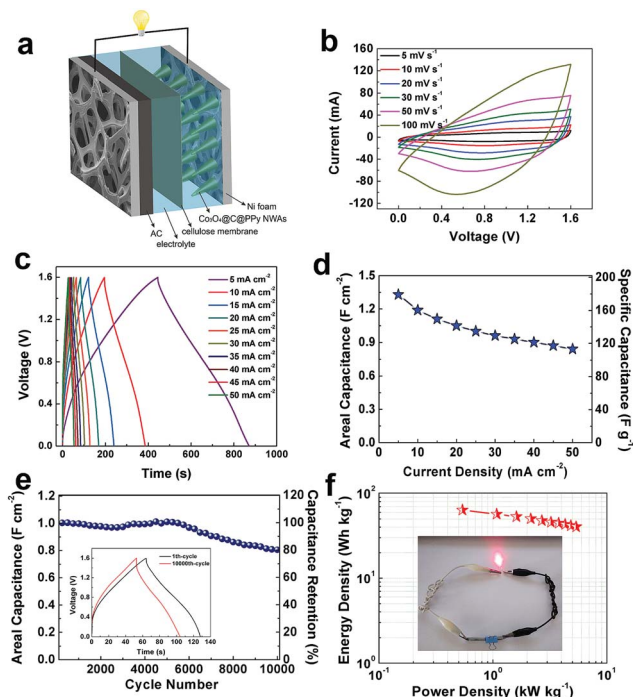 a
Ni foam
Co₃O₄@C@PPy NWAs
cellulose membrane
AC
electrolyte
b
5 mV s⁻¹
10 mV s⁻¹
20 mV s⁻¹
30 mV s⁻¹
50 mV s⁻¹
100 mV s⁻¹
Current (mA)
120
80
40
0
-40
-80
-120
0.0 0.4 0.8 1.2 1.6
Voltage (V)
c
5 mA cm⁻²
10 mA cm⁻²
15 mA cm⁻²
20 mA cm⁻²
25 mA cm⁻²
30 mA cm⁻²
35 mA cm⁻²
40 mA cm⁻²
45 mA cm⁻²
50 mA cm⁻²
Voltage (V)
1.6
1.2
0.8
0.4
0.0
0 200 400 600 800 1000
Time (s)
d
Areal Capacitance (F cm⁻²)
1.5
1.2
0.9
0.6
0.3
0.0
200
160
120
80
40
0
Specific Capacitance (F g⁻¹)
0 10 20 30 40 50
Current Density (mA cm⁻²)
e
Areal Capacitance (F cm⁻²)
1.2
1.0
0.8
0.6
0.4
0.2
0.0
120
100
80
60
40
20
0
Capacitance Retention (%)
1th-cycle
10000th-cycle
Voltage (V)
1.6
1.2
0.8
0.4
0.0
0 20 40 60 80 100 120 140
Time (s)
2000 4000 6000 8000 10000
Cycle Number
f
Energy Density (Wh kg⁻¹)
10²
10¹
10⁰
10⁻¹ 10⁰ 10¹
Power Density (kW kg⁻¹)